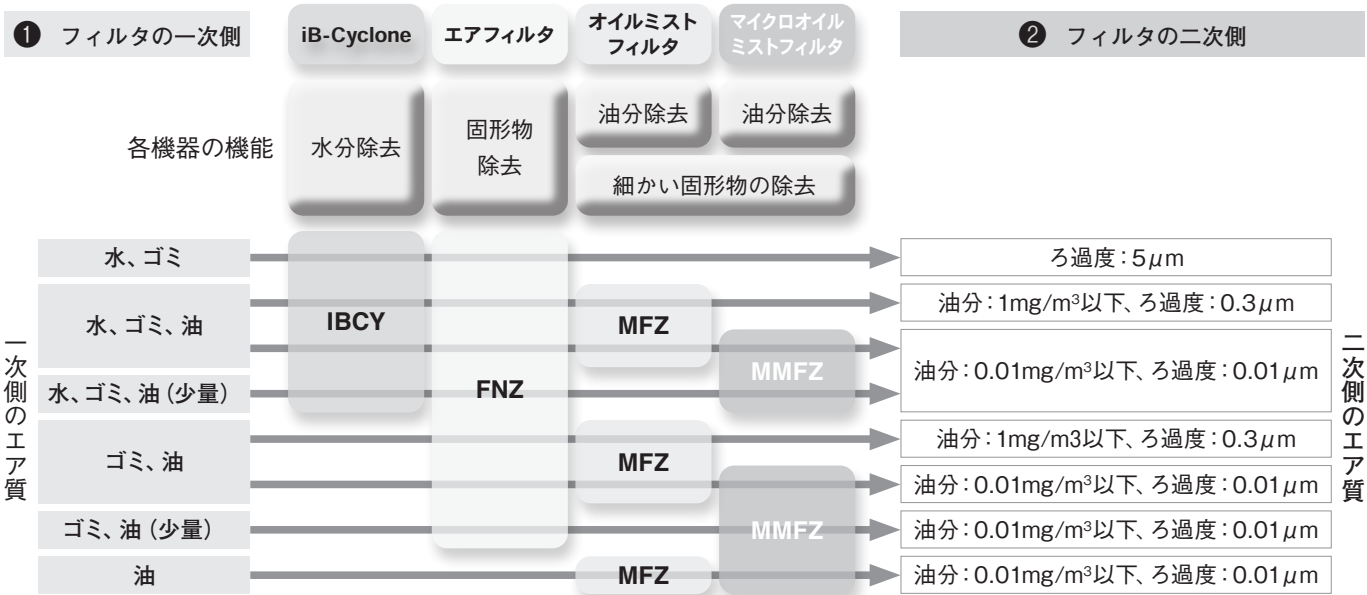 ❶ フィルタの一次側
iB-Cyclone
エアフィルタ
オイルミスト
フィルタ
マイクロオイル
ミストフィルタ
❷ フィルタの二次側
各機器の機能
水分除去
固形物
除去
油分除去
油分除去
細かい固形物の除去
一次側のエア質
水、ゴミ
水、ゴミ、油
水、ゴミ、油（少量）
ゴミ、油
ゴミ、油（少量）
油
IBCY
FNZ
MFZ
MMFZ
MFZ
MMFZ
MFZ
ろ過度：5μm
油分：1mg/m³以下、ろ過度：0.3μm
油分：0.01mg/m³以下、ろ過度：0.01μm
油分：1mg/m3以下、ろ過度：0.3μm
油分：0.01mg/m³以下、ろ過度：0.01μm
油分：0.01mg/m³以下、ろ過度：0.01μm
油分：0.01mg/m³以下、ろ過度：0.01μm
二次側のエア質